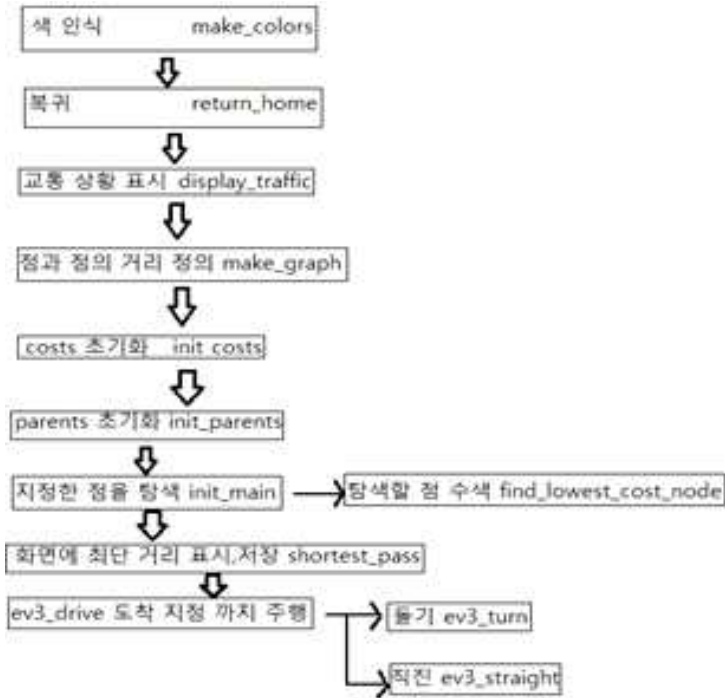 색 인식 make_colors
복귀 return_home
교통 상황 표시 display_traffic
점과 점의 거리 정의 make_graph
costs 초기화 init costs
parents 초기화 init_parents
지정한 점을 탐색 init_main
탐색할 점 수색 find_lowest_cost_node
화면에 최단 거리 표시,저장 shortest_pass
ev3_drive 도착 지점 까지 주행
돌기 ev3_turn
직진 ev3_straight